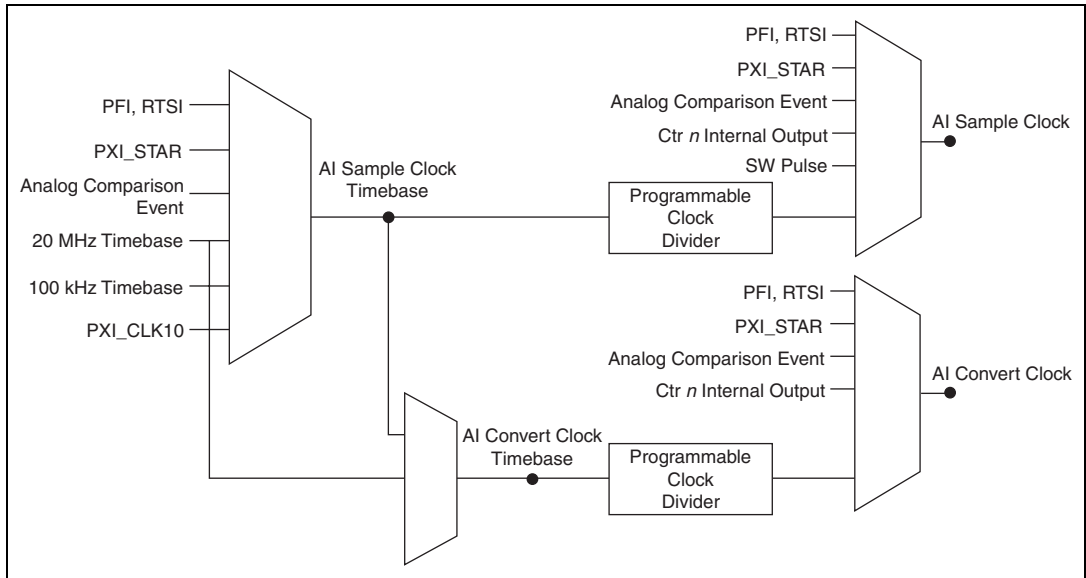 PFI, RTSI
PXI_STAR
Analog Comparison
Event
20 MHz Timebase
100 kHz Timebase
PXI_CLK10
AI Sample Clock
Timebase
PFI, RTSI
PXI_STAR
Analog Comparison Event
Ctr n Internal Output
SW Pulse
Programmable
Clock
Divider
AI Sample Clock
AI Convert Clock
Timebase
PFI, RTSI
PXI_STAR
Analog Comparison Event
Ctr n Internal Output
Programmable
Clock
Divider
AI Convert Clock